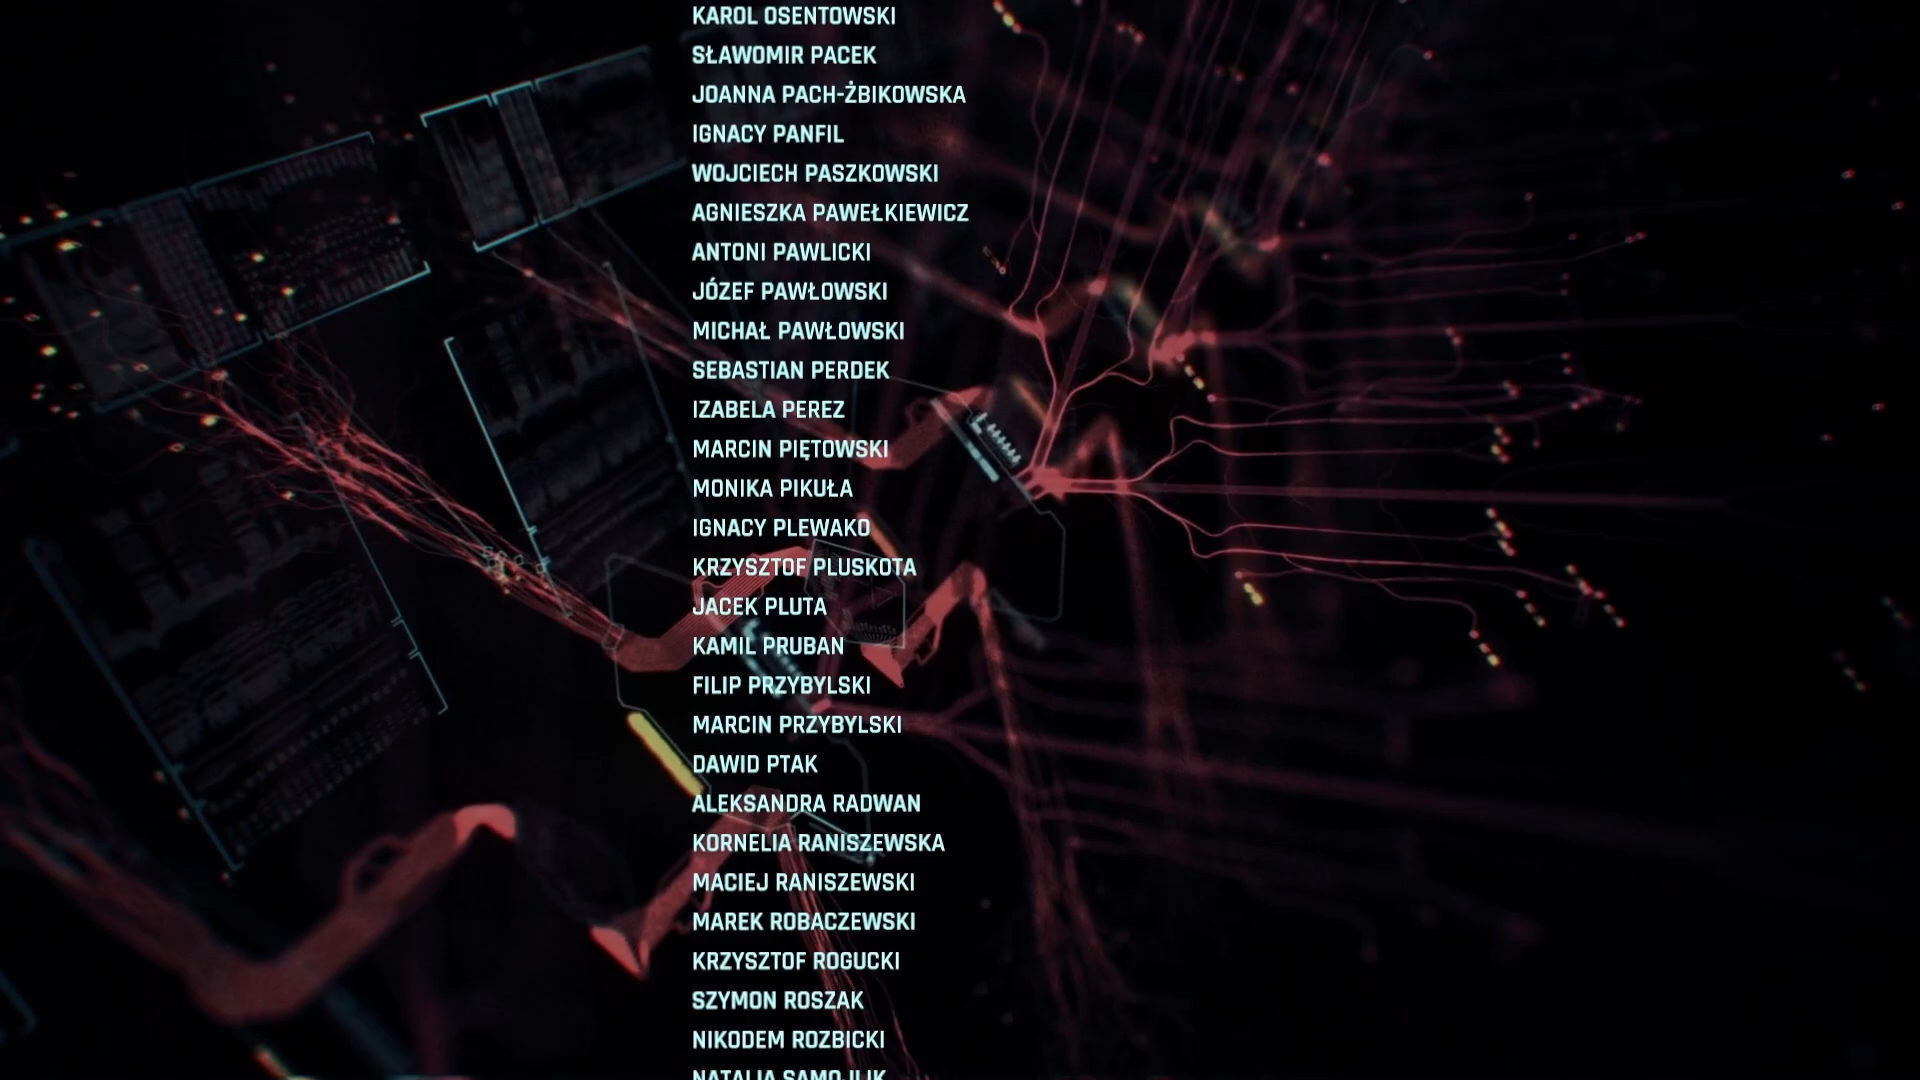 KAROL OSENTOWSKI
SŁAWOMIR PACEK
JOANNA PACH-ŻBIKOWSKA
IGNACY PANFIL
WOJCIECH PASZKOWSKI
AGNIESZKA PAWEŁKIEWICZ
ANTONI PAWLICKI
JÓZEF PAWŁOWSKI
MICHAŁ PAWŁOWSKI
SEBASTIAN PERDEK
IZABELA PEREZ
MARCIN PIĘTOWSKI
MONIKA PIKUŁA
IGNACY PLEWAKO
KRZYSZTOF PLUSKOTA
JACEK PLUTA
KAMIL PRUBAN
FILIP PRZYBYLSKI
MARCIN PRZYBYLSKI
DAWID PTAK
ALEKSANDRA RADWAN
KORNELIA RANISZEWSKA
MACIEJ RANISZEWSKI
MAREK ROBACZEWSKI
KRZYSZTOF ROGUCKI
SZYMON ROSZAK
NIKODEM ROZBICKI
NATALIA SAMOJLIK